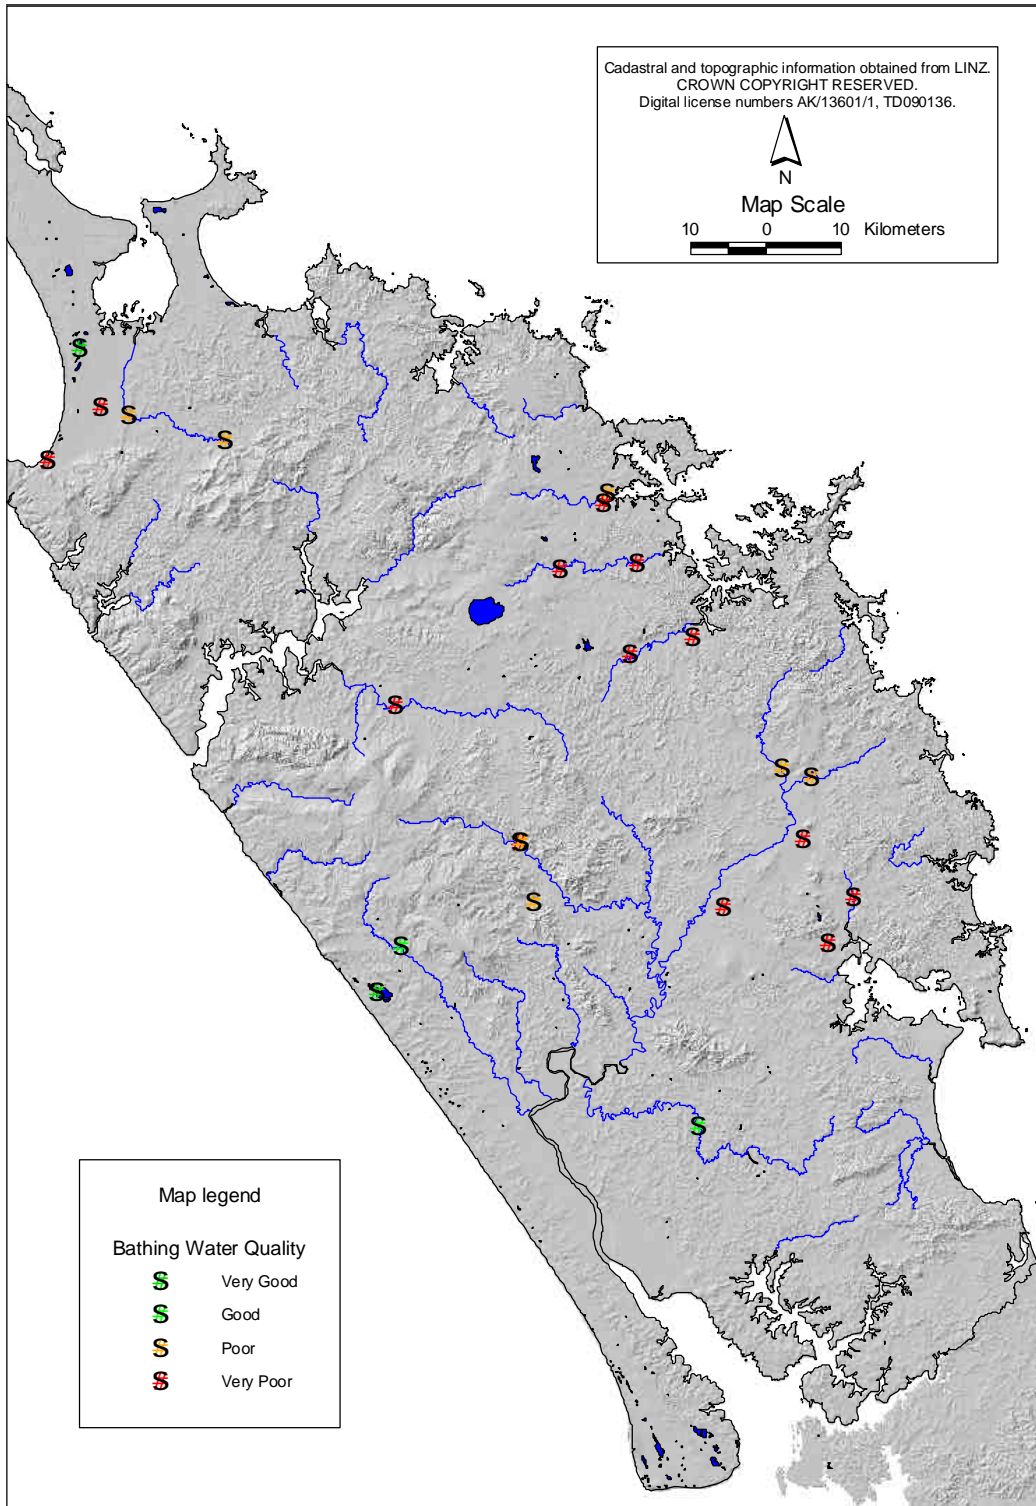 Cadastral and topographic information obtained from LINZ.
CROWN COPYRIGHT RESERVED.
Digital license numbers AK/13601/1, TD090136.
N
Map Scale
10 0 10 Kilometers
Map legend
Bathing Water Quality
Very Good
Good
Poor
Very Poor